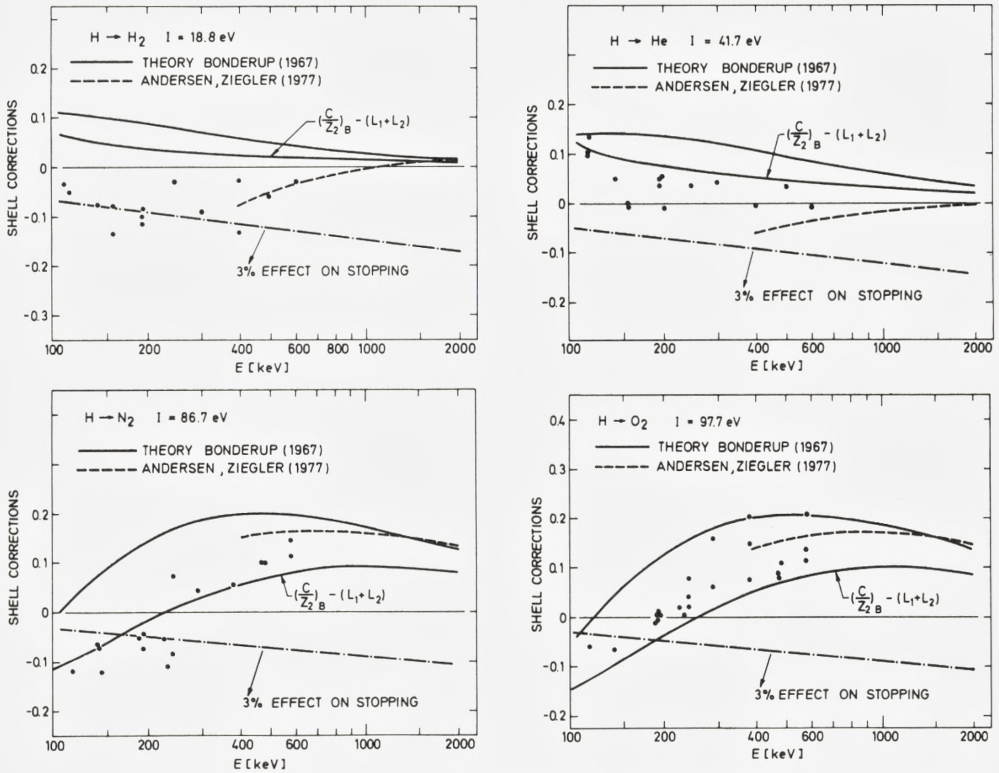 H → H2 I = 18.8 eV
THEORY BONDERUP (1967)
ANDERSEN, ZIEGLER (1977)
(C/Z2)B − (L1+L2)
3% EFFECT ON STOPPING
SHELL CORRECTIONS
0.2
0.1
0
-0.1
-0.2
-0.3
100 200 400 600 800 1000 2000
E [keV]
H → He I = 41.7 eV
THEORY BONDERUP (1967)
ANDERSEN, ZIEGLER (1977)
(C/Z2)B − (L1+L2)
3% EFFECT ON STOPPING
SHELL CORRECTIONS
0.2
0.1
0
-0.1
-0.2
100 200 400 600 1000 2000
E [keV]
H → N2 I = 86.7 eV
THEORY BONDERUP (1967)
ANDERSEN, ZIEGLER (1977)
(C/Z2)B − (L1+L2)
3% EFFECT ON STOPPING
SHELL CORRECTIONS
0.2
0.1
0
-0.1
-0.2
100 200 400 600 1000 2000
E [keV]
H → O2 I = 97.7 eV
THEORY BONDERUP (1967)
ANDERSEN, ZIEGLER (1977)
(C/Z2)B − (L1+L2)
3% EFFECT ON STOPPING
SHELL CORRECTIONS
0.4
0.3
0.2
0.1
0
-0.1
-0.2
100 200 400 600 1000 2000
E [keV]